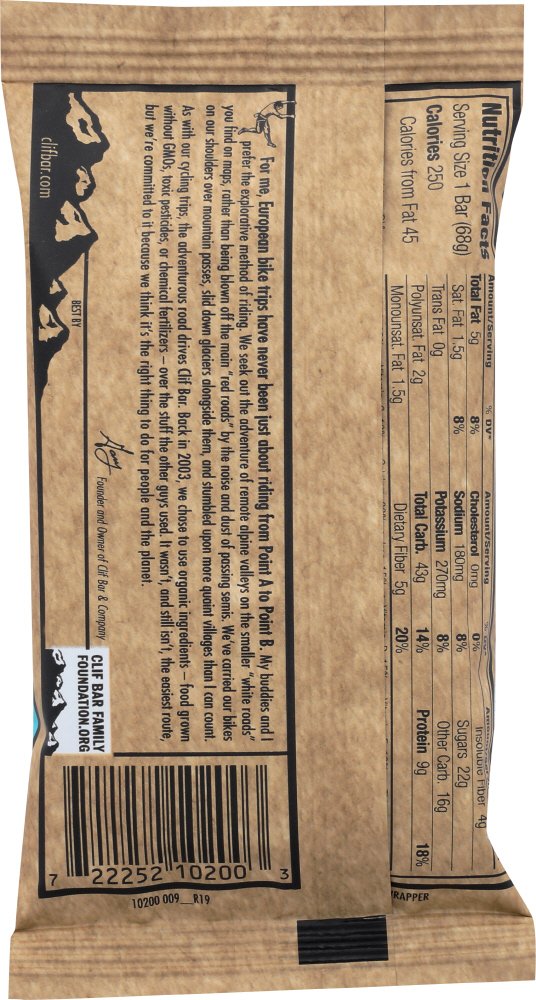 Nutrition Facts
Serving Size 1 Bar (68g)
Calories 250
Calories from Fat 45
Amount/Serving % DV*
Total Fat 5g 8%
Sat. Fat 1.5g 8%
Trans Fat 0g
Polyunsat. Fat 2g
Monounsat. Fat 1.5g
Amount/Serving % DV*
Cholesterol 0mg 0%
Sodium 180mg 8%
Potassium 270mg 8%
Total Carb. 43g 14%
Dietary Fiber 5g 20%
Insoluble Fiber 4g
Sugars 22g
Other Carb. 16g
Protein 9g 18%
RAPPER
For me, European bike trips have never been just about riding from Point A to Point B. My buddies and I
prefer the explorative method of riding. We seek out the adventure of remote alpine valleys on the smaller "white roads"
you find on maps, rather than being blown off the main "red roads" by the noise and dust of passing semis. We've carried our bikes
on our shoulders over mountain passes, slid down glaciers alongside them, and stumbled upon more quaint villages than I can count.
As with our cycling trips, the adventurous road drives Clif Bar. Back in 2003, we chose to use organic ingredients – food grown
without GMOs, toxic pesticides, or chemical fertilizers – over the stuff the other guys used. It wasn't, and still isn't, the easiest route,
but we're committed to it because we think it's the right thing to do for people and the planet.
Gary Founder and Owner of Clif Bar & Company
BEST BY
clifbar.com
CLIF BAR FAMILY
FOUNDATION.ORG
7 22252 10200 3
10200 009__R19